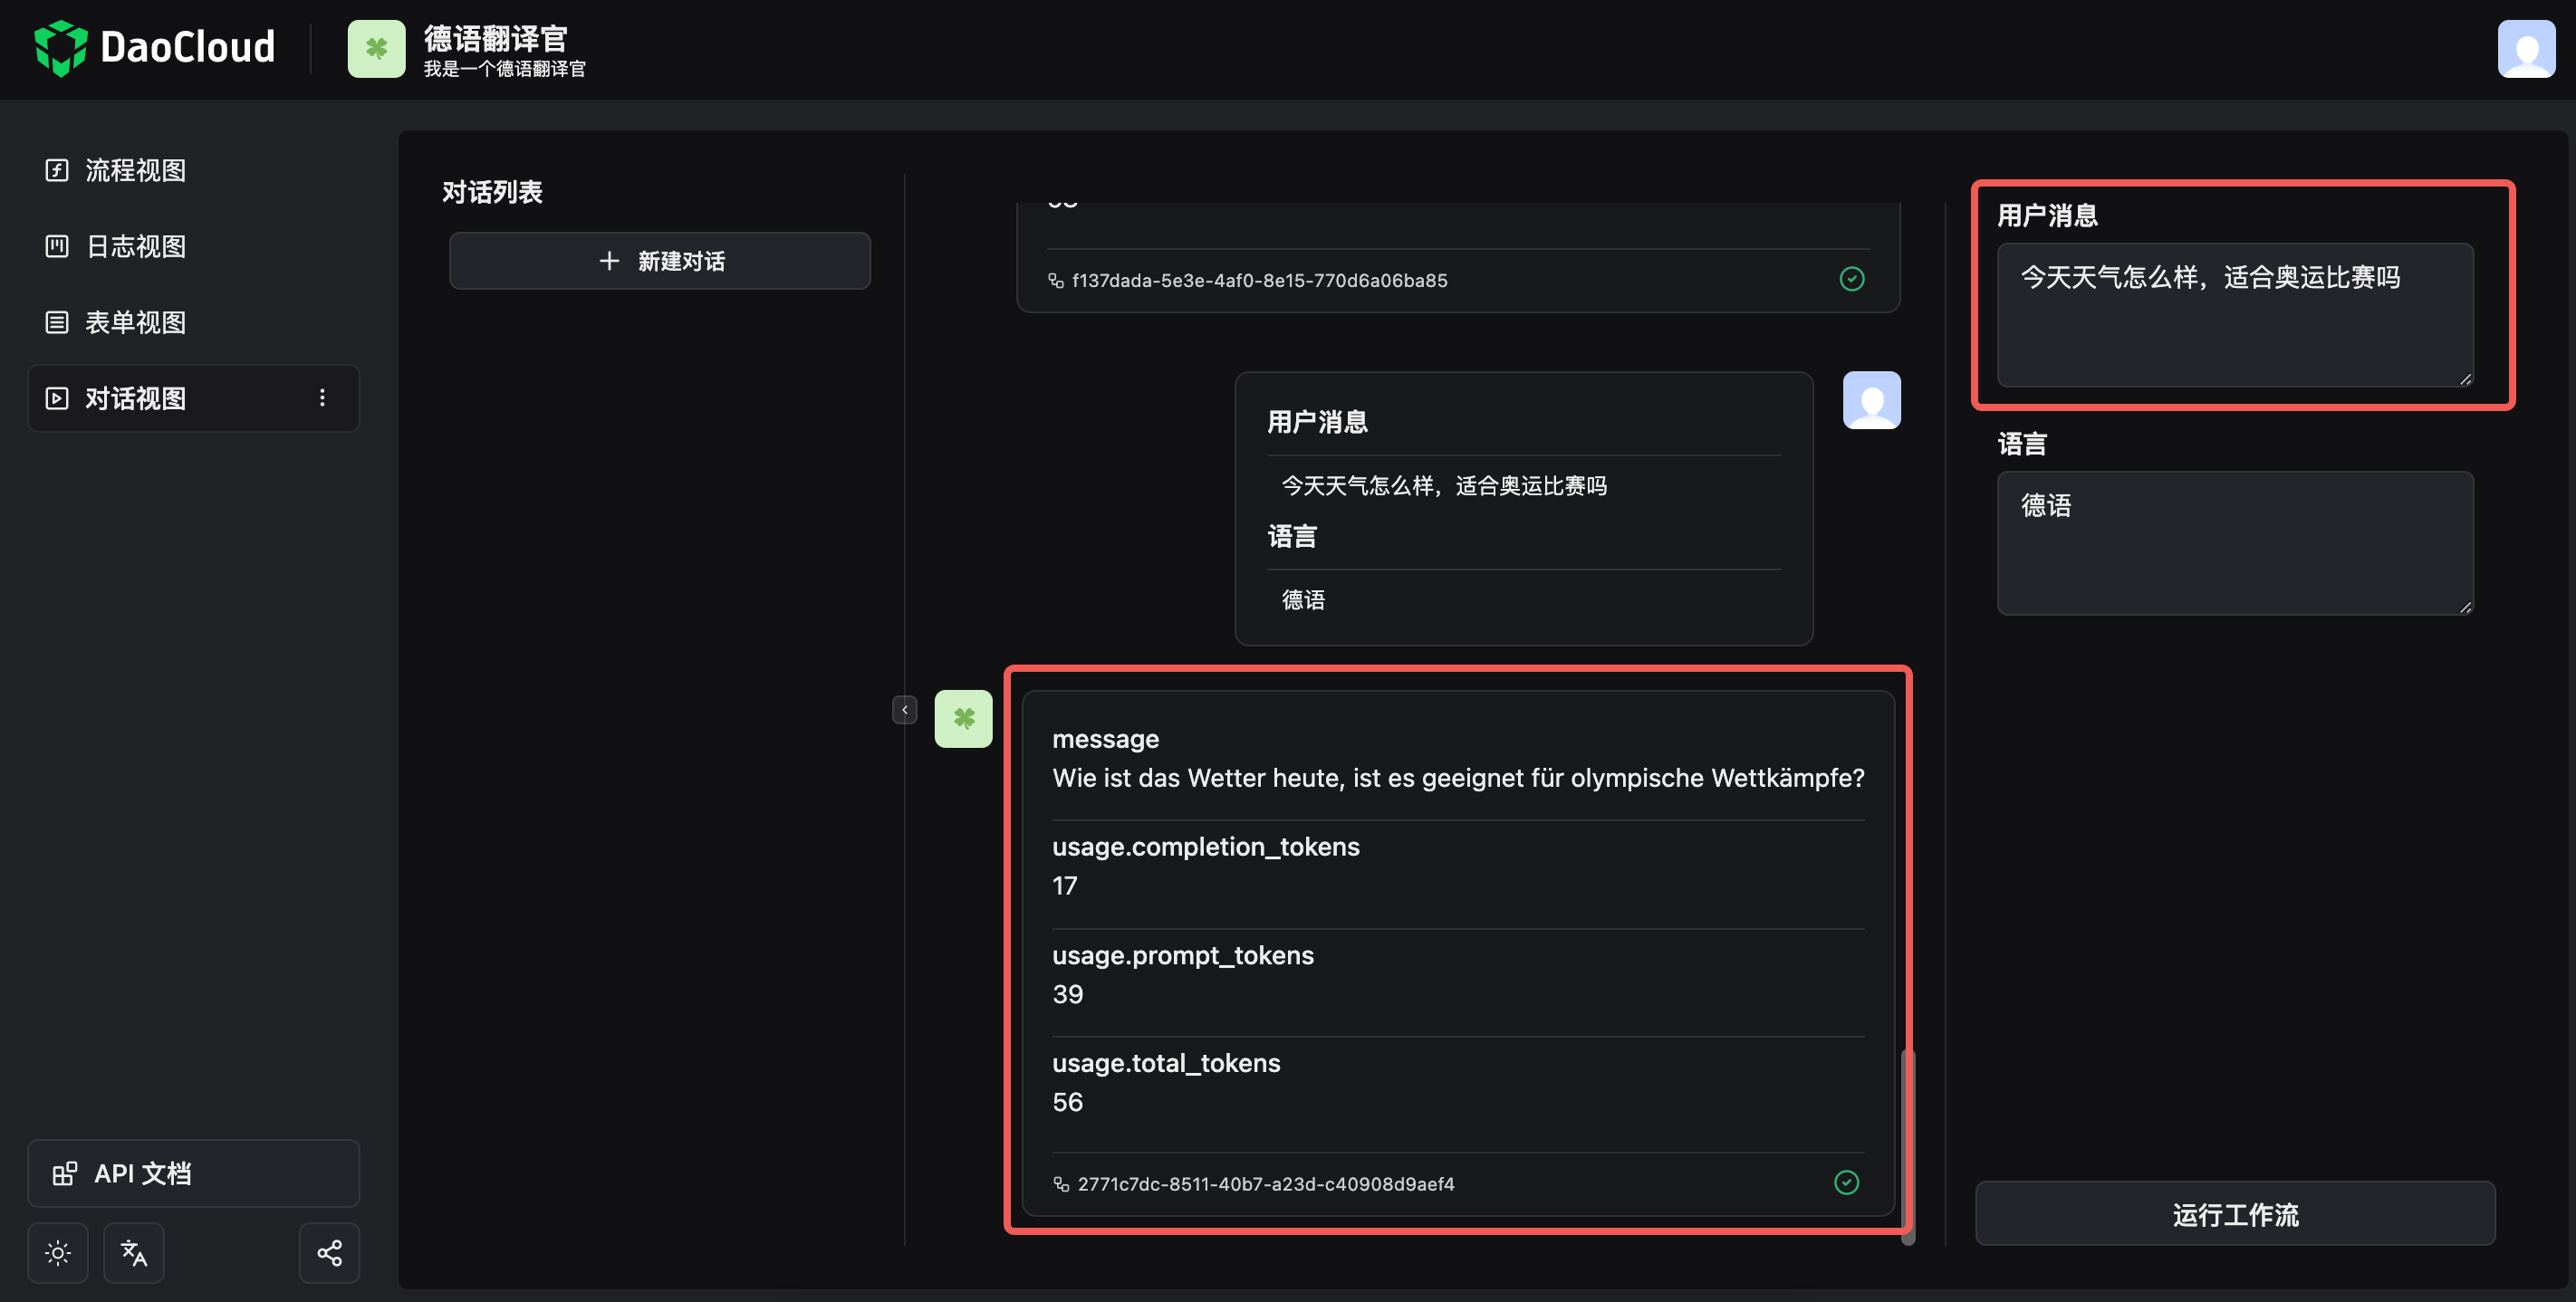 DaoCloud
德语翻译官
我是一个德语翻译官
流程视图
日志视图
表单视图
对话视图
API 文档
对话列表
新建对话
f137dada-5e3e-4af0-8e15-770d6a06ba85
用户消息
今天天气怎么样，适合奥运比赛吗
语言
德语
message
Wie ist das Wetter heute, ist es geeignet für olympische Wettkämpfe?
usage.completion_tokens
17
usage.prompt_tokens
39
usage.total_tokens
56
2771c7dc-8511-40b7-a23d-c40908d9aef4
用户消息
今天天气怎么样，适合奥运比赛吗
语言
德语
运行工作流